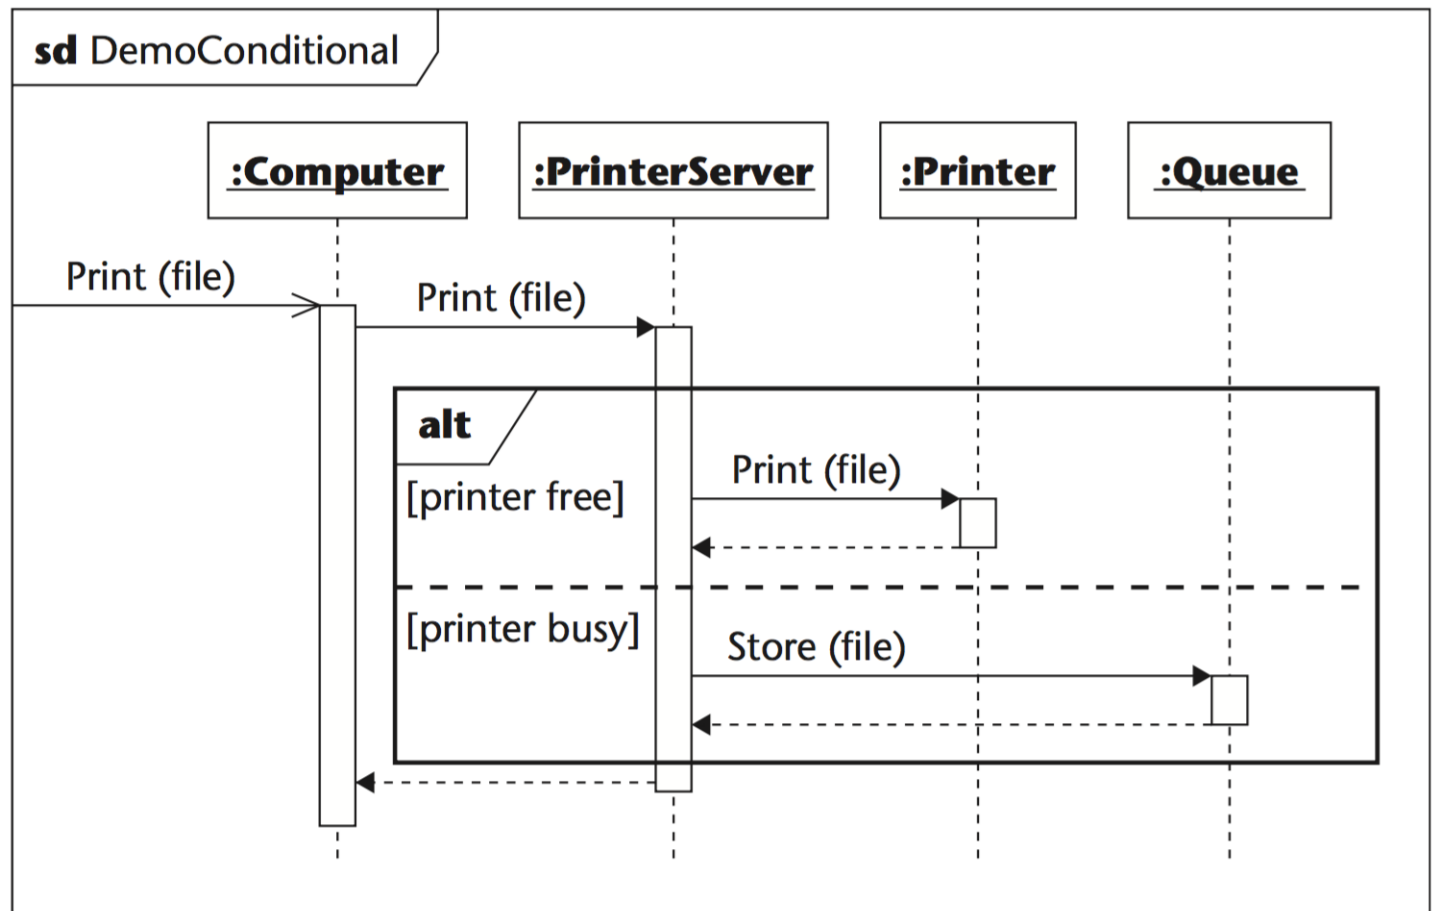 sd DemoConditional
:Computer
:PrinterServer
:Printer
:Queue
Print (file)
Print (file)
alt
Print (file)
[printer free]
[printer busy]
Store (file)